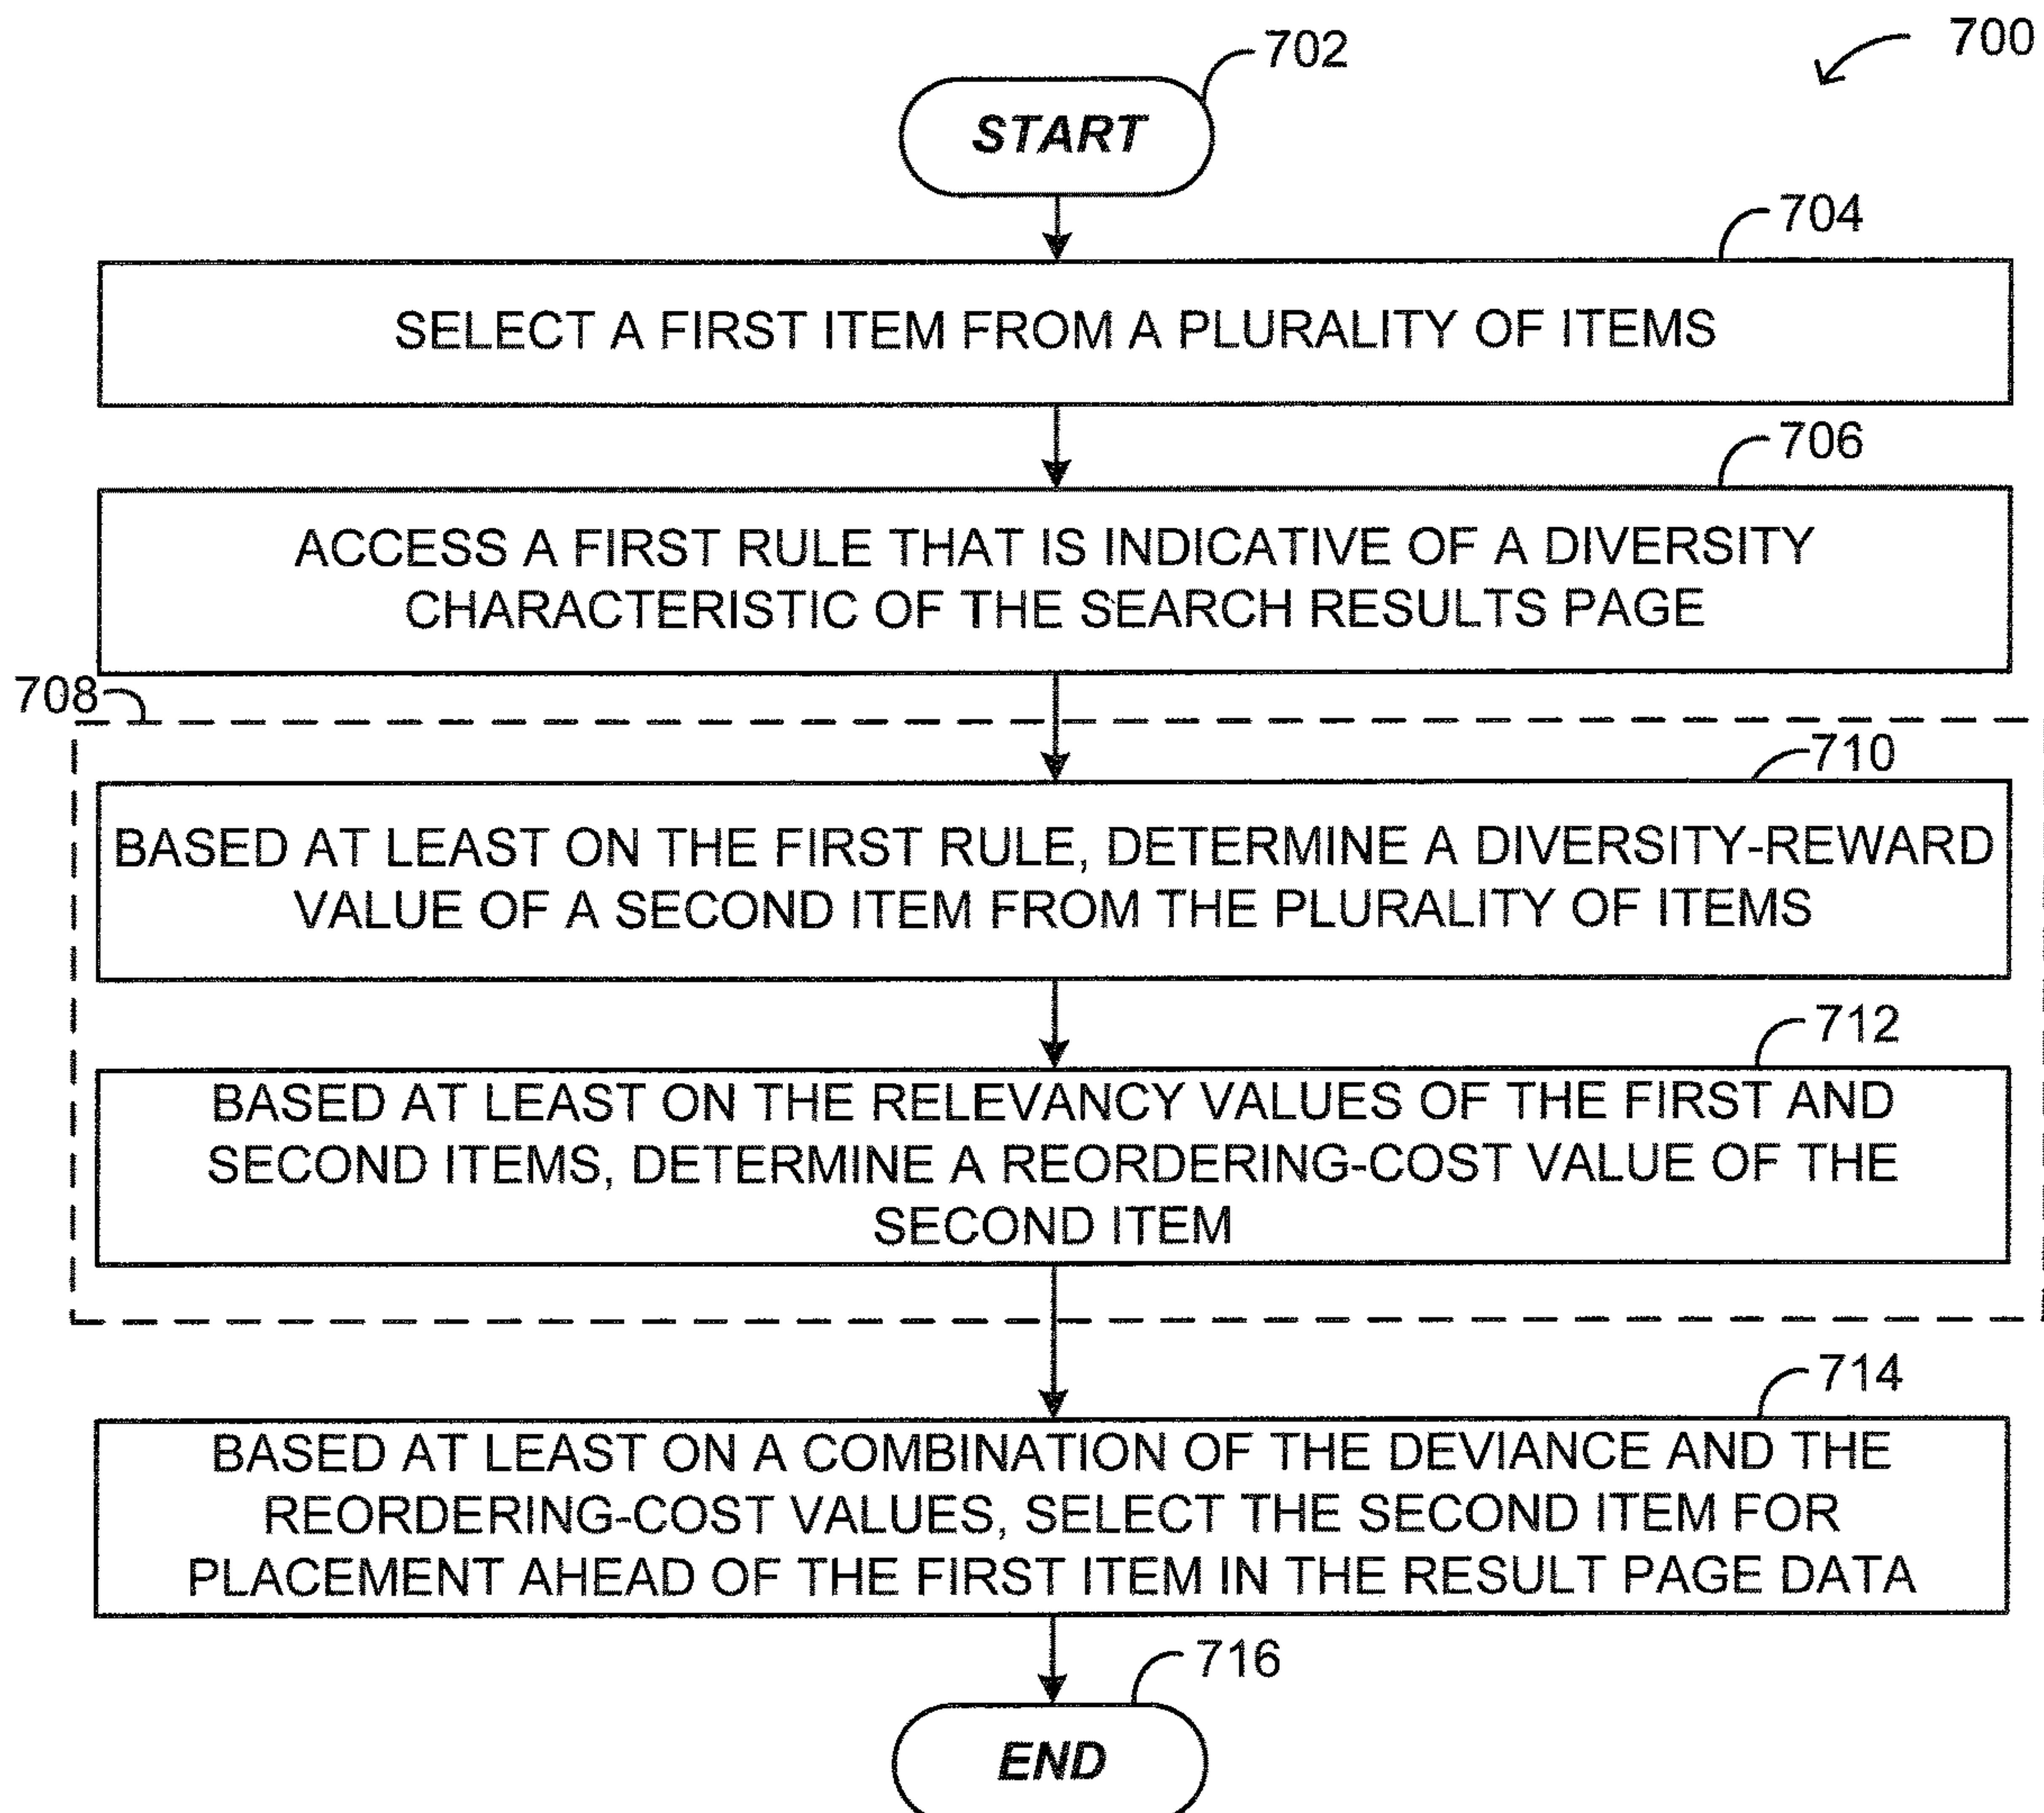 700
702
START
704
SELECT A FIRST ITEM FROM A PLURALITY OF ITEMS
706
ACCESS A FIRST RULE THAT IS INDICATIVE OF A DIVERSITY
CHARACTERISTIC OF THE SEARCH RESULTS PAGE
708
710
BASED AT LEAST ON THE FIRST RULE, DETERMINE A DIVERSITY-REWARD
VALUE OF A SECOND ITEM FROM THE PLURALITY OF ITEMS
712
BASED AT LEAST ON THE RELEVANCY VALUES OF THE FIRST AND
SECOND ITEMS, DETERMINE A REORDERING-COST VALUE OF THE
SECOND ITEM
714
BASED AT LEAST ON A COMBINATION OF THE DEVIANCE AND THE
REORDERING-COST VALUES, SELECT THE SECOND ITEM FOR
PLACEMENT AHEAD OF THE FIRST ITEM IN THE RESULT PAGE DATA
716
END